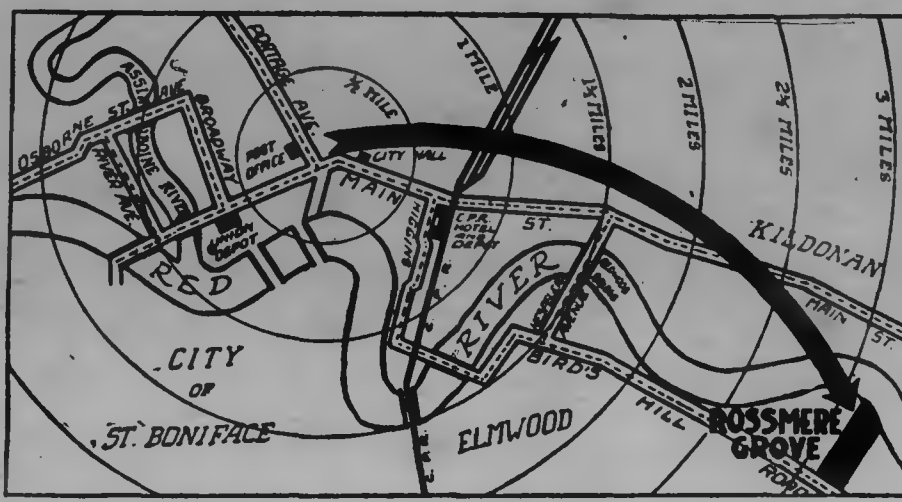 ASSINIBOINE RIVER
OSBORNE ST.
AVE
BROADWAY
RIVER AVE
PORTAGE AVE.
POST
OFFICE
CITY HALL
UNION
DEPOT
½ MILE
1 MILE
1½ MILES
2 MILES
2½ MILES
3 MILES
MAIN
ST.
HIGGINS
C.P.R.
HOTEL
AND
DEPOT
C.P.R.
RED
RIVER
KILDONAN
MAIN
ST.
CITY
OF
ST. BONIFACE
ELMWOOD
BIRD'S
HILL
ROAD
ROSSMERE
GROVE
C.P.R.